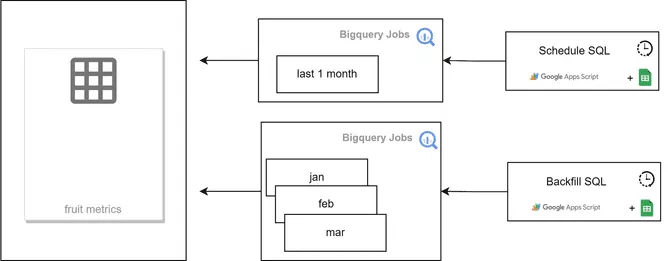 fruit metrics
Bigquery Jobs
last 1 month
Schedule SQL
Google Apps Script
+
Bigquery Jobs
jan
feb
mar
Backfill SQL
Google Apps Script
+